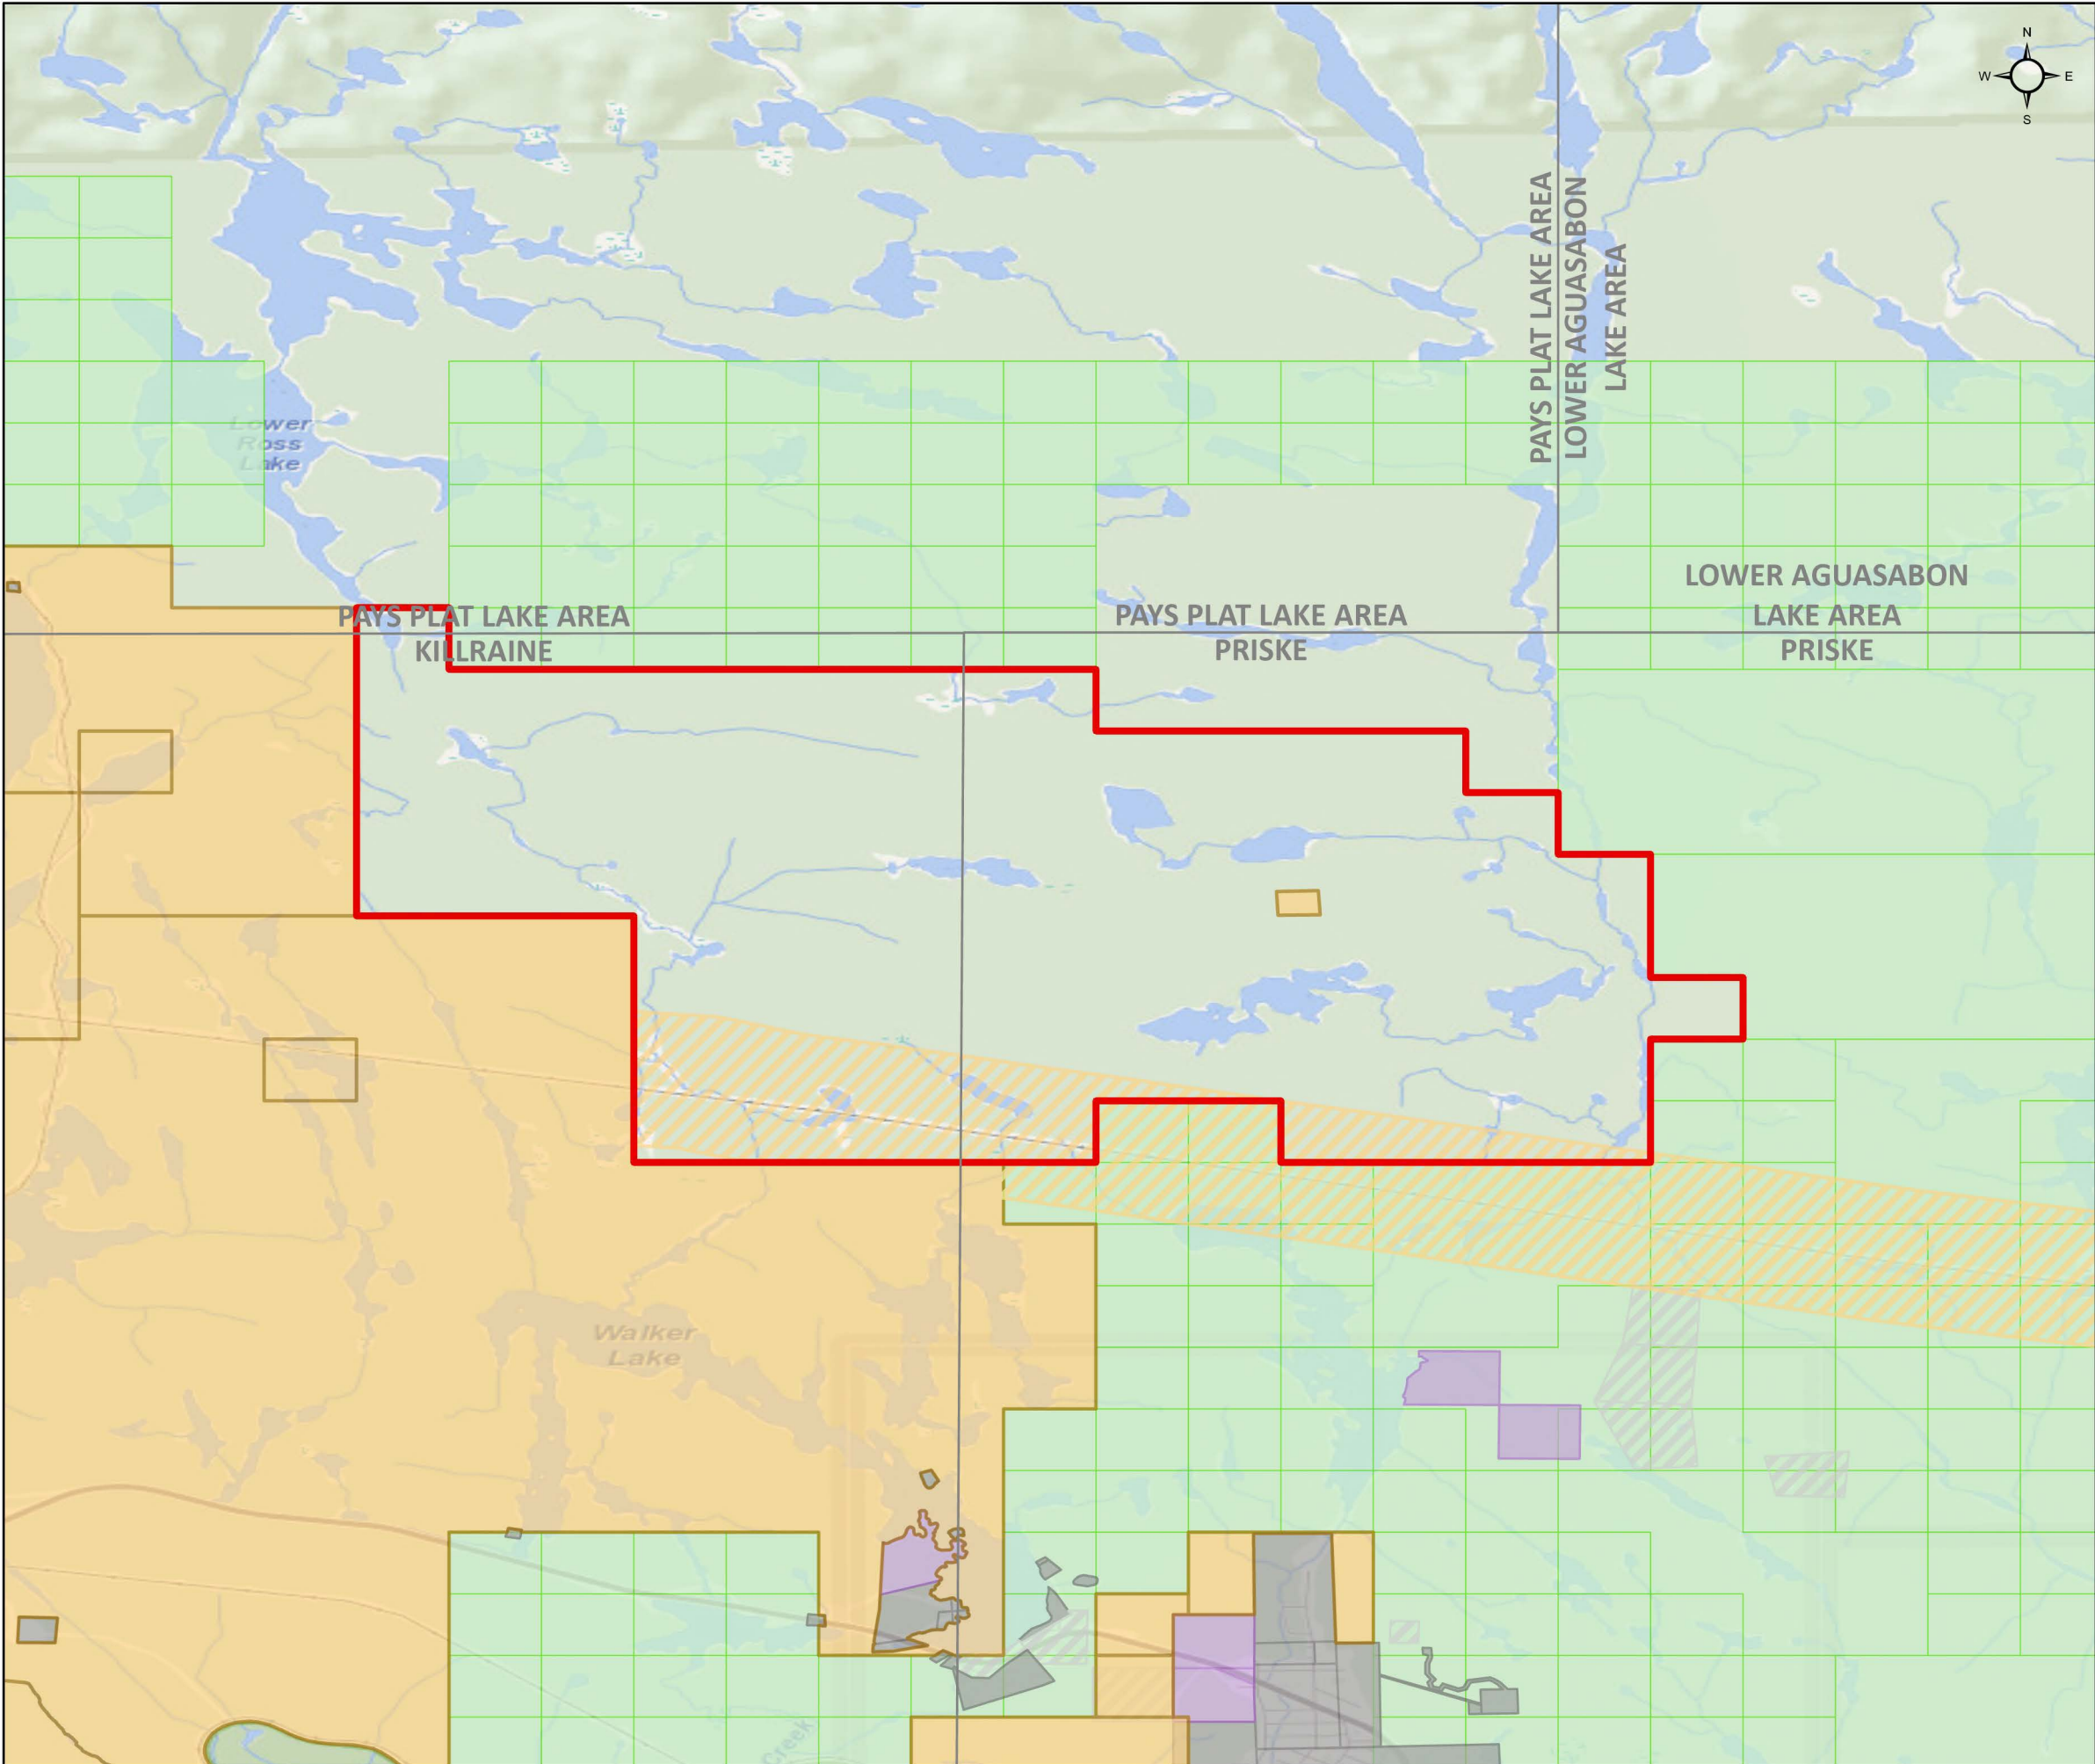 N
W E
S
PAYS PLAT LAKE AREA
LOWER AGUASABON
LAKE AREA
Lower
Ross
Lake
LOWER AGUASABON
LAKE AREA
PRISKE
PAYS PLAT LAKE AREA
KILLRAINE
PAYS PLAT LAKE AREA
PRISKE
Walker
Lake
Creek